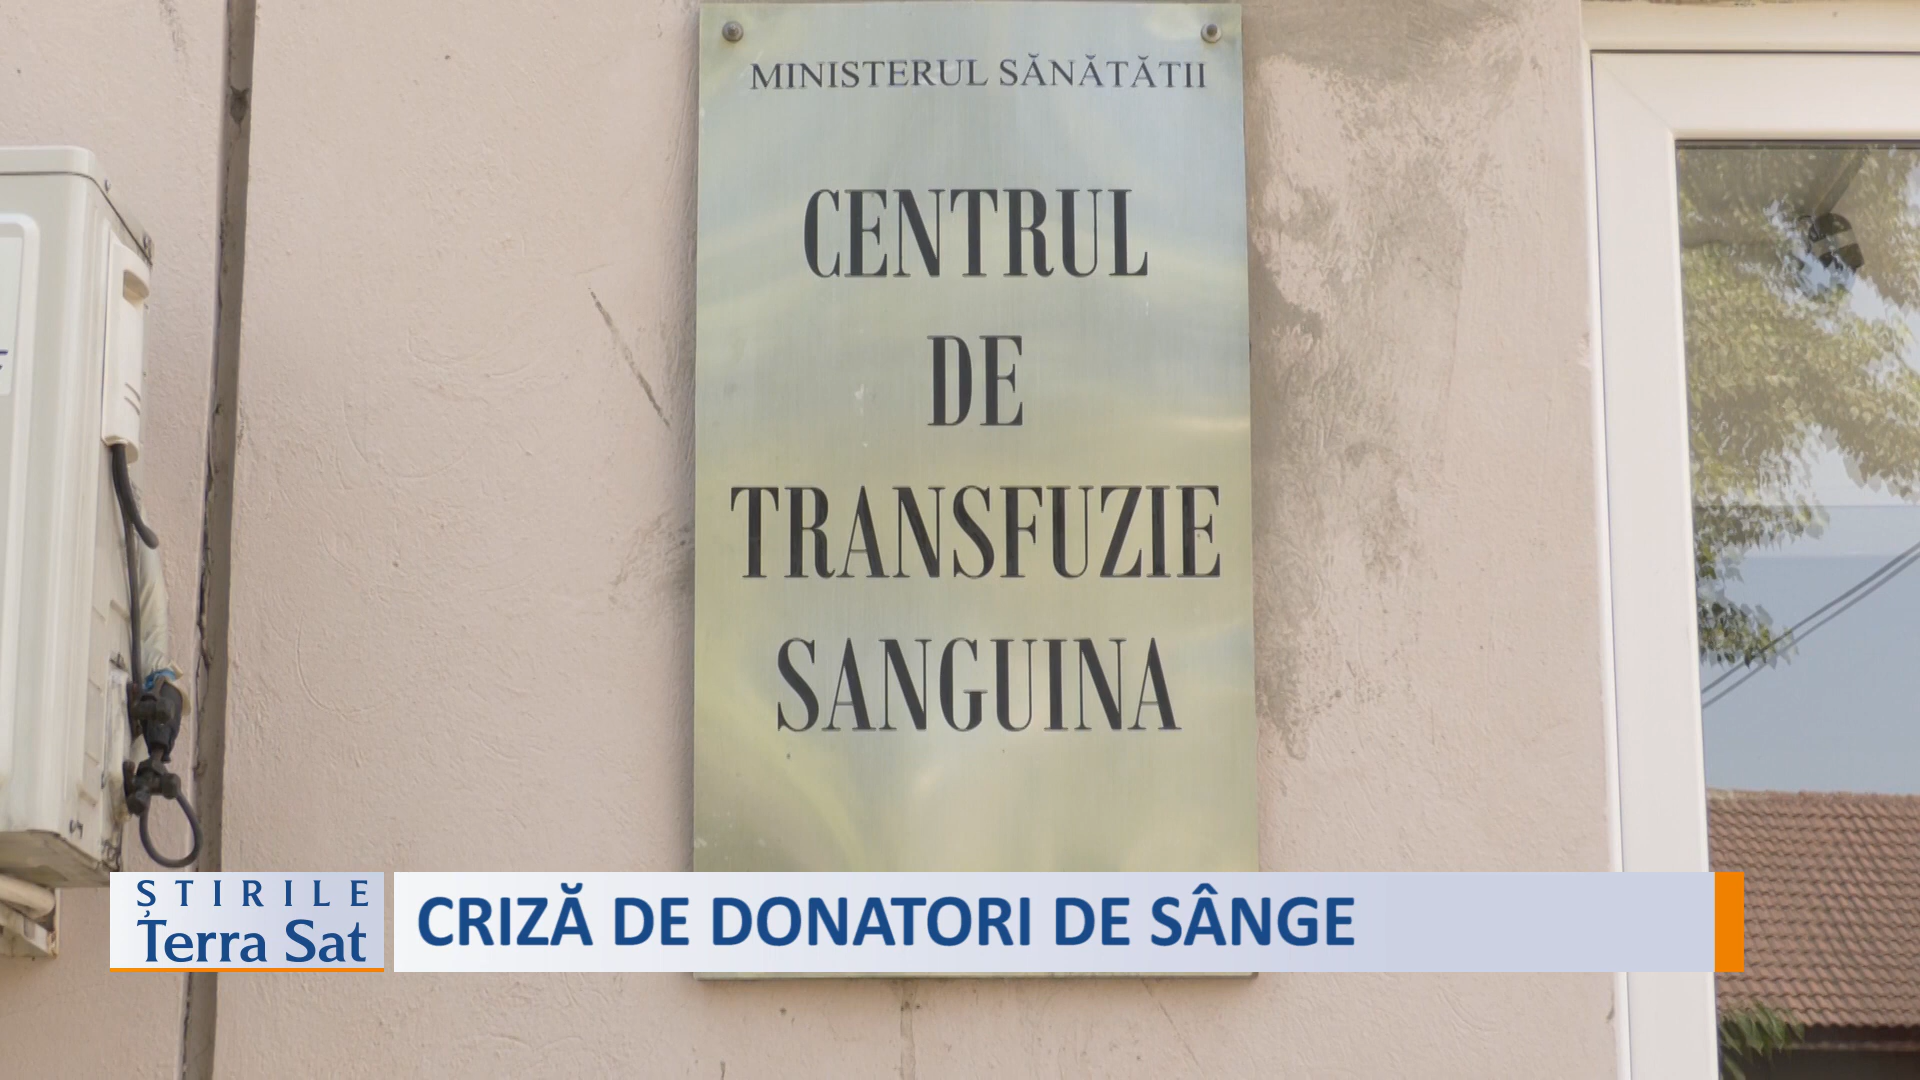 MINISTERUL SĂNĂTĂTII
CENTRUL
DE
TRANSFUZIE
SANGUINA
ȘTIRILE
Terra Sat
CRIZĂ DE DONATORI DE SÂNGE